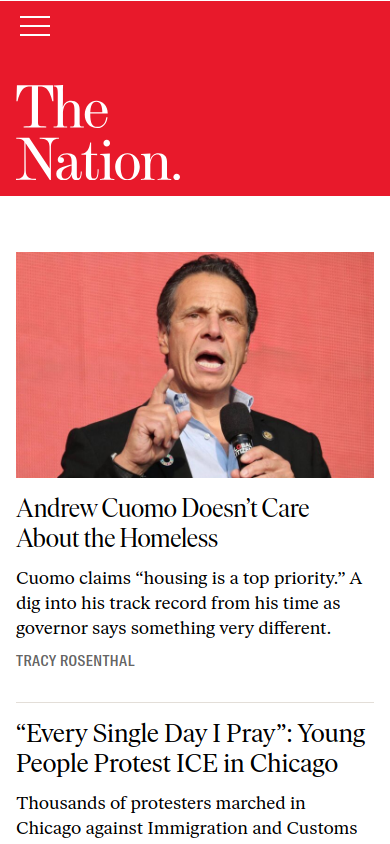 The
Nation.
Andrew Cuomo Doesn’t Care
About the Homeless
Cuomo claims “housing is a top priority.” A
dig into his track record from his time as
governor says something very different.
TRACY ROSENTHAL
“Every Single Day I Pray”: Young
People Protest ICE in Chicago
Thousands of protesters marched in
Chicago against Immigration and Customs